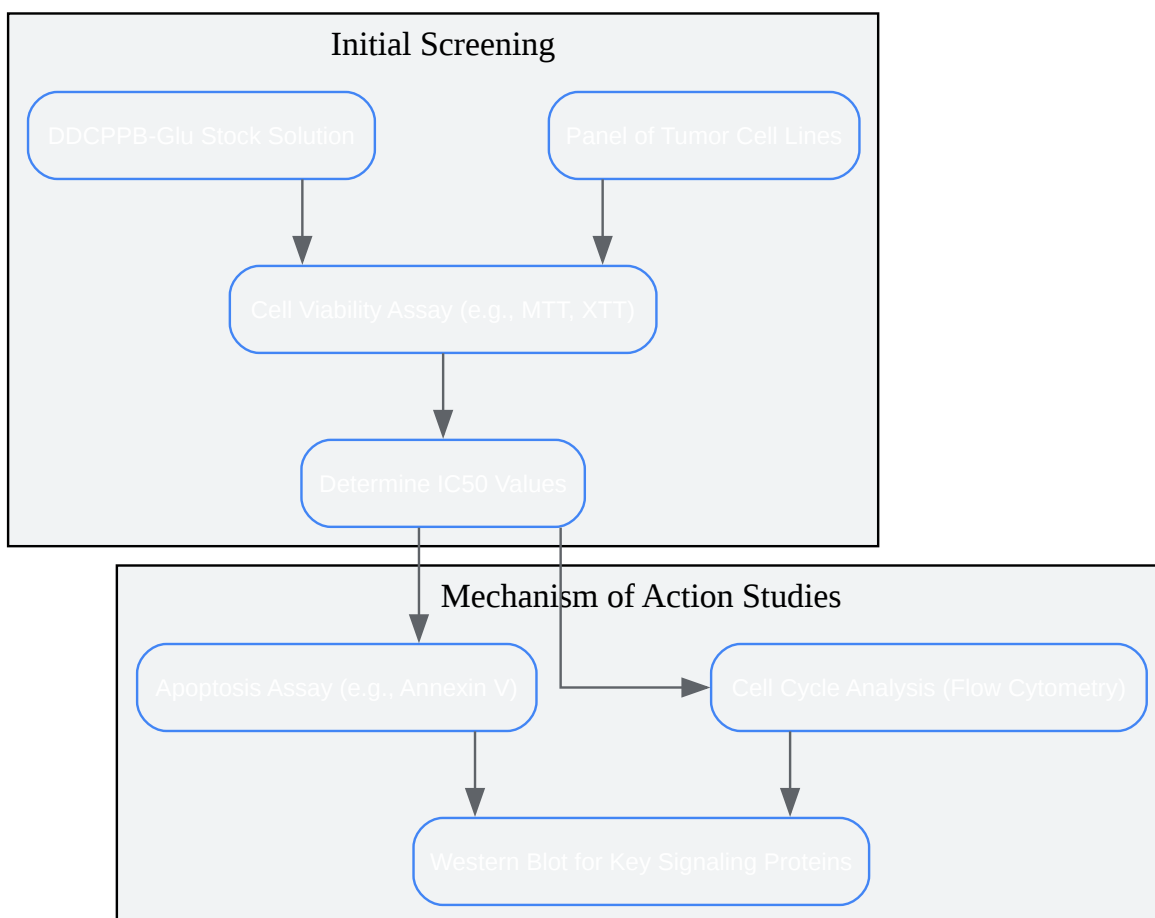 Initial Screening
DDCPPB-Glu Stock Solution
Panel of Tumor Cell Lines
Cell Viability Assay (e.g., MTT, XTT)
Determine IC50 Values
Mechanism of Action Studies
Apoptosis Assay (e.g., Annexin V)
Cell Cycle Analysis (Flow Cytometry)
Western Blot for Key Signaling Proteins